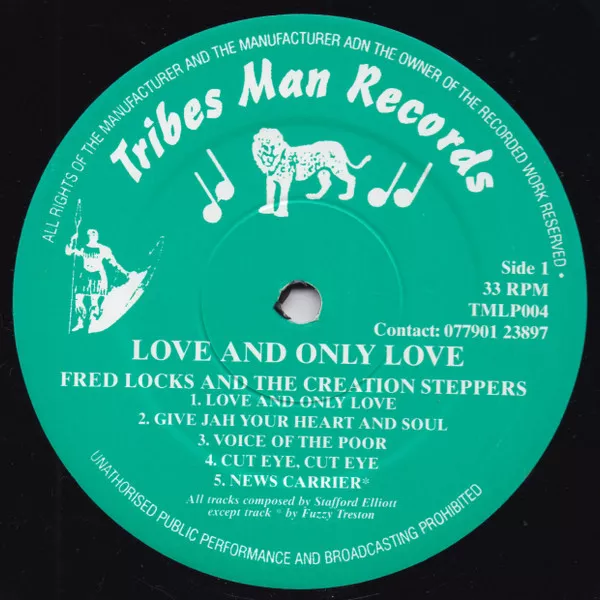 ALL RIGHTS OF THE MANUFACTURER AND THE MANUFACTURER ADN THE OWNER OF THE RECORDED WORK RESERVED •
Tribes Man Records
Side 1
33 RPM
TMLP004
Contact: 077901 23897
LOVE AND ONLY LOVE
FRED LOCKS AND THE CREATION STEPPERS
1. LOVE AND ONLY LOVE
2. GIVE JAH YOUR HEART AND SOUL
3. VOICE OF THE POOR
4. CUT EYE, CUT EYE
5. NEWS CARRIER*
All tracks composed by Stafford Elliott
except track * by Fuzzy Treston
UNATHORISED PUBLIC PERFORMANCE AND BROADCASTING PROHIBITED